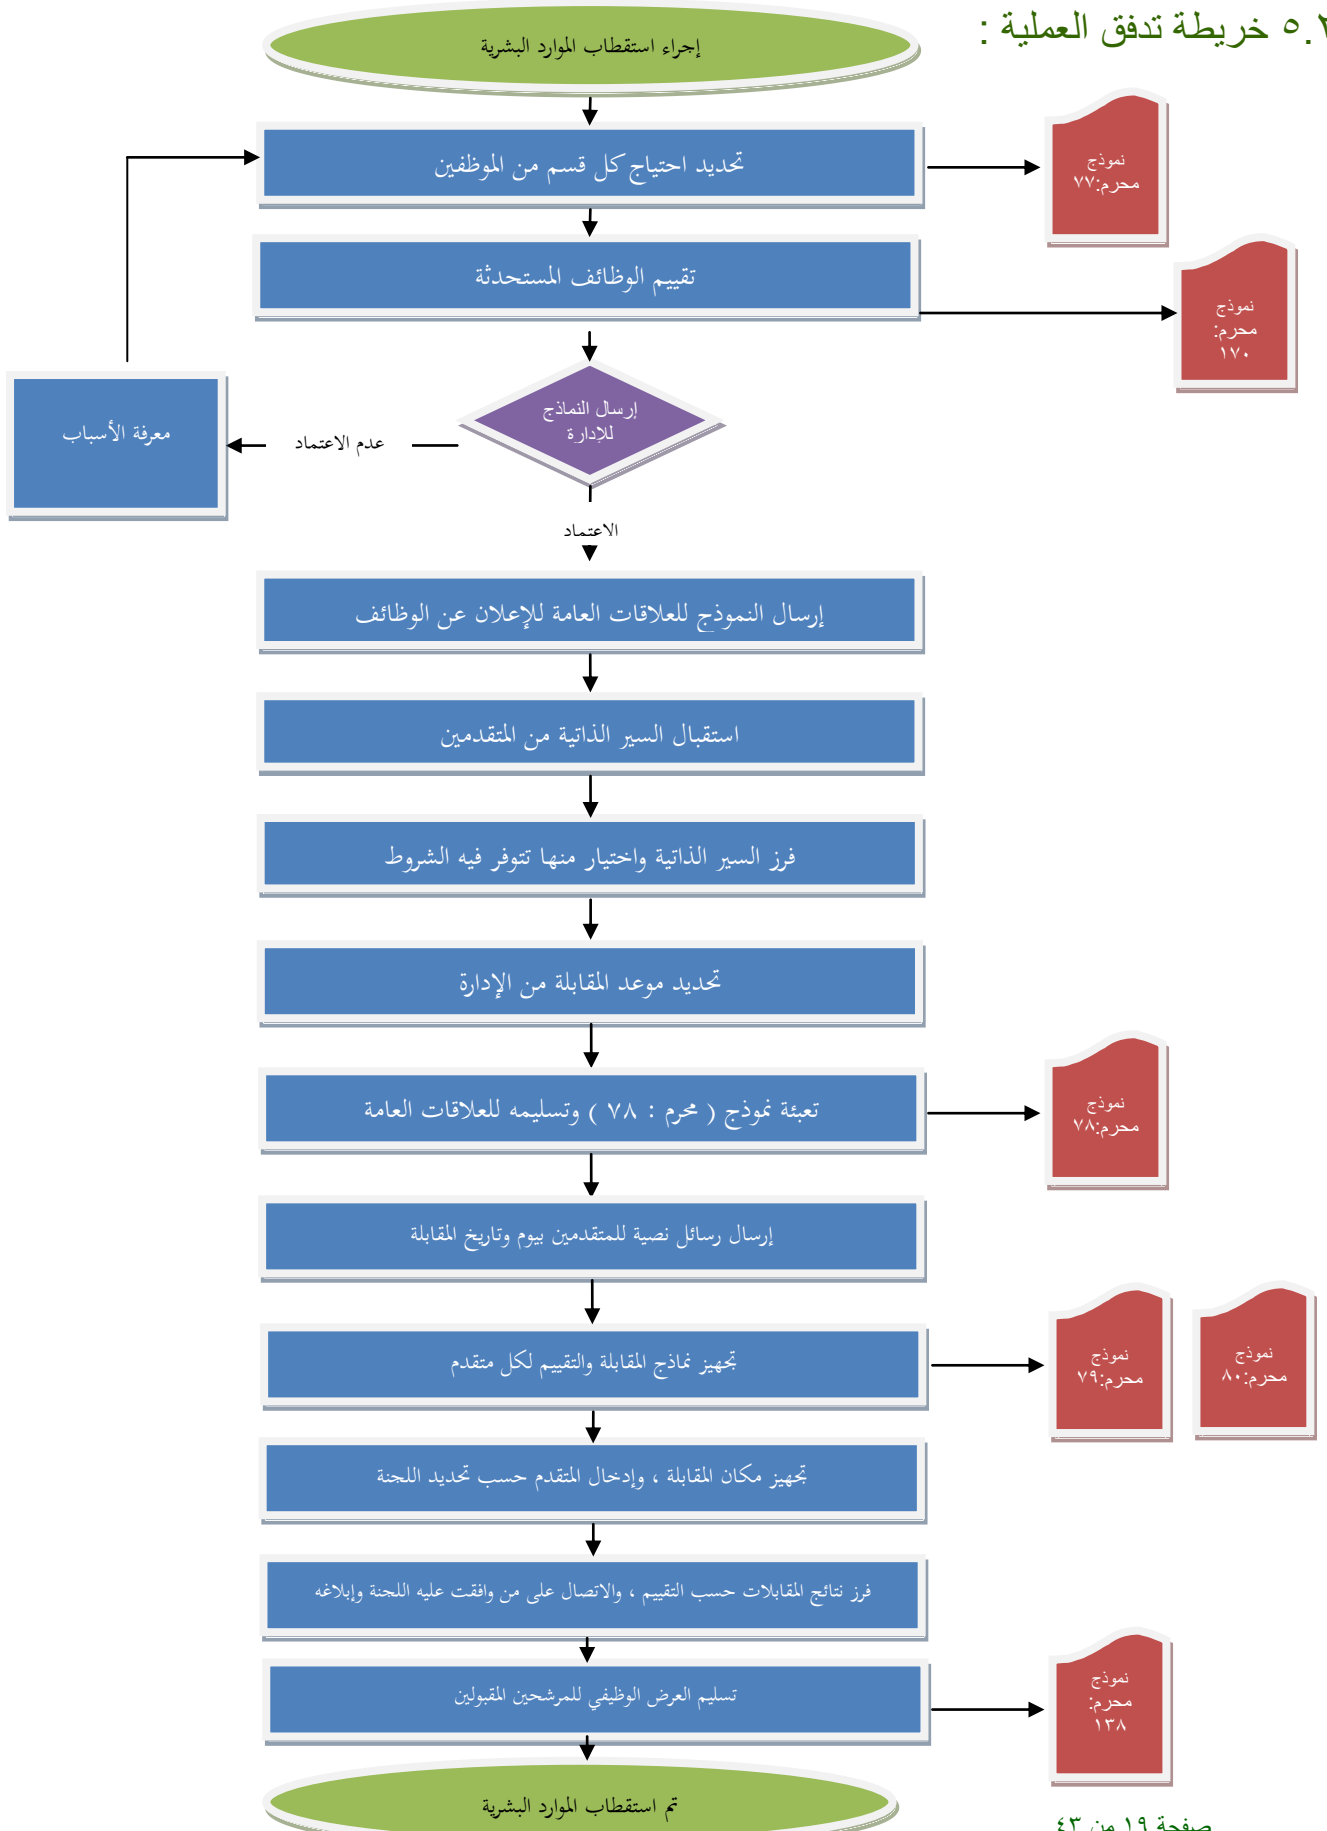 ٥.٢ خريطة تدفق العملية :
إجراء استقطاب الموارد البشرية
تحديد احتياج كل قسم من الموظفين
نموذج
محرم:٧٧
تقييم الوظائف المستحدثة
نموذج
محرم:
١٧٠
إرسال النماذج
للإدارة
عدم الاعتماد
معرفة الأسباب
الاعتماد
إرسال النموذج للعلاقات العامة للإعلان عن الوظائف
استقبال السير الذاتية من المتقدمين
فرز السير الذاتية واختيار منها تتوفر فيه الشروط
تحديد موعد المقابلة من الإدارة
تعبئة نموذج ( محرم : ٧٨ ) وتسليمه للعلاقات العامة
نموذج
محرم:٧٨
إرسال رسائل نصية للمتقدمين بيوم وتاريخ المقابلة
تجهيز نماذج المقابلة والتقييم لكل متقدم
نموذج
محرم:٧٩
نموذج
محرم:٨٠
تجهيز مكان المقابلة ، وإدخال المتقدم حسب تحديد اللجنة
فرز نتائج المقابلات حسب التقييم ، والاتصال على من وافقت عليه اللجنة وإبلاغه
تسليم العرض الوظيفي للمرشحين المقبولين
نموذج
محرم:
١٣٨
تم استقطاب الموارد البشرية
صفحة ١٩ من ٤٣